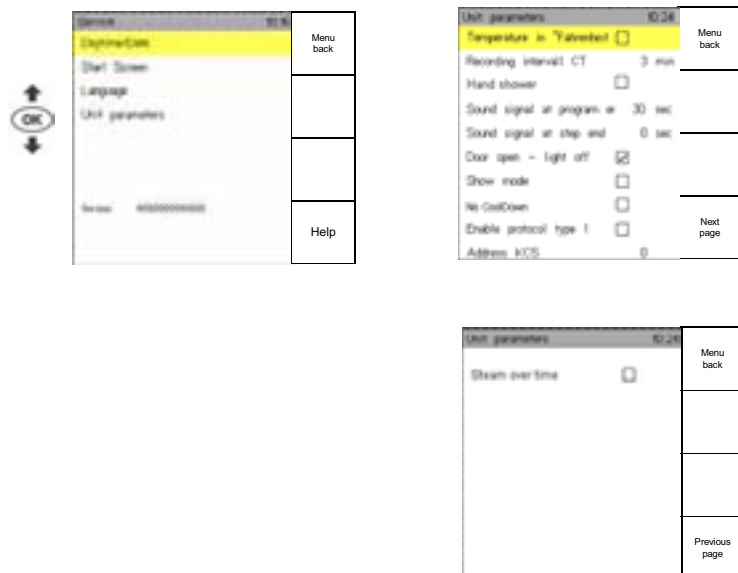 Service
Daytime/Date
Start Screen
Language
Unit parameters
Menu
back
Help
OK
Unit parameters 10:24
Temperature in °Fahrenheit
Recording interval: CT 3 min
Hand shower
Sound signal at program er 30 sec
Sound signal at step end 0 sec
Door open - light off
Show mode
No CoolDown
Enable protocol type 1
Address KCS 0
Menu
back
Next
page
Unit parameters 10:24
Steam over time
Menu
back
Previous
page